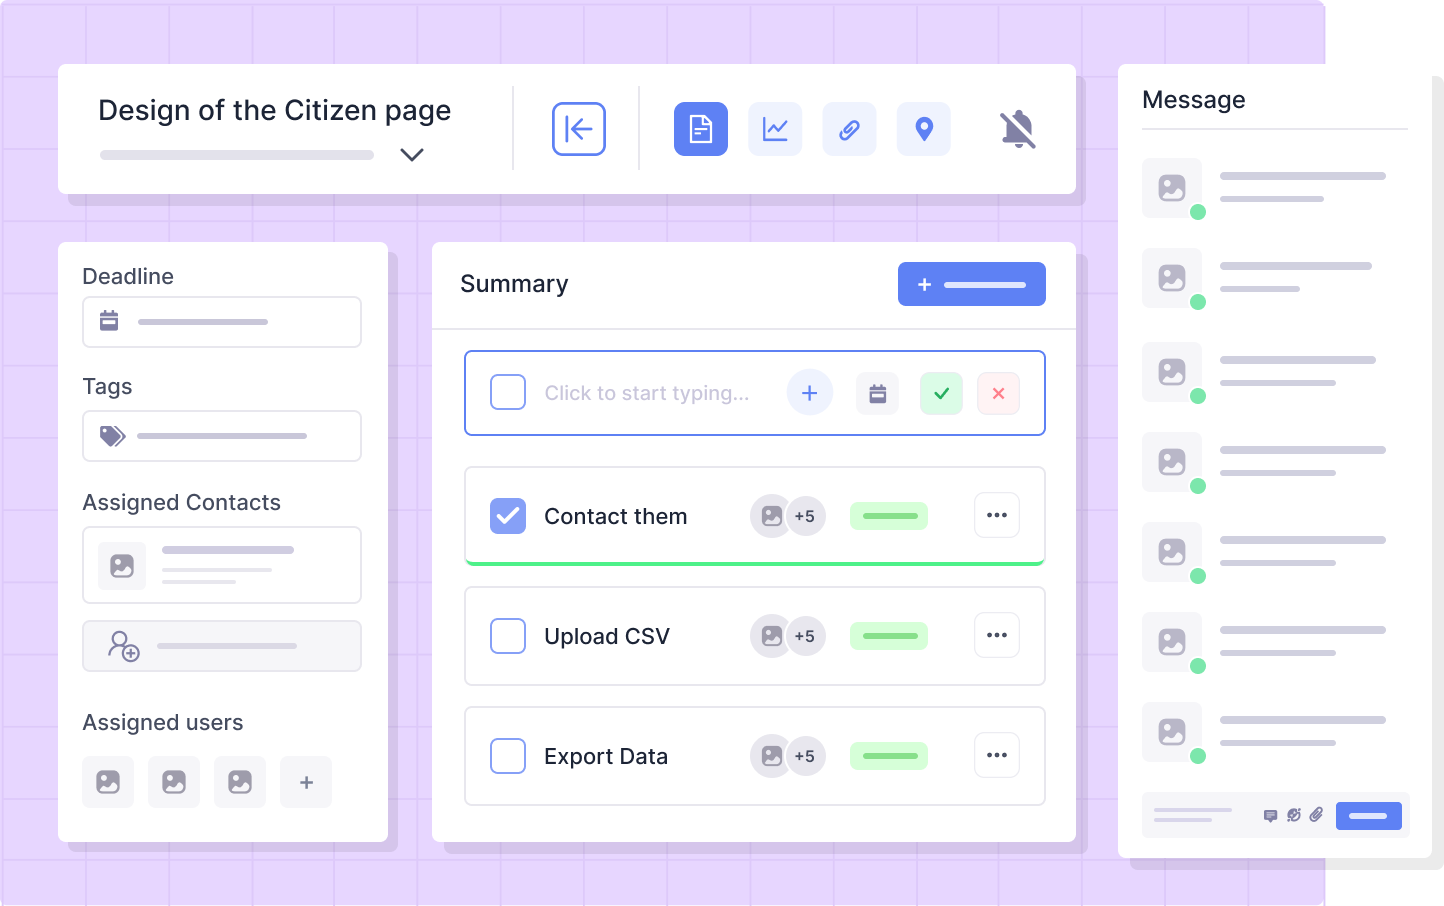 Design of the Citizen page
Message
Deadline
Tags
Assigned Contacts
Assigned users
Summary
Click to start typing...
Contact them
+5
Upload CSV
+5
Export Data
+5